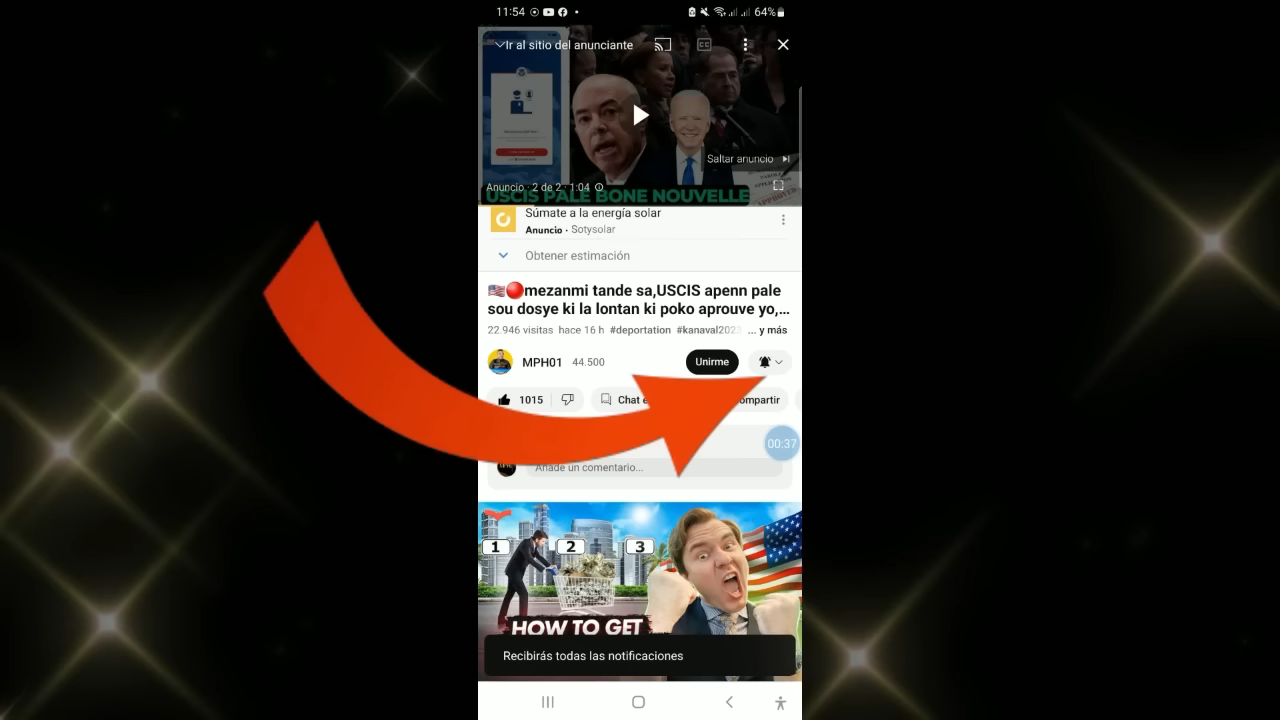 11:54
64%
Ir al sitio del anunciante
CC
Saltar anuncio
Anuncio · 2 de 2 · 1:04
USCIS PALE BONE NOUVELLE
Súmate a la energía solar
Anuncio · Sotysolar
Obtener estimación
mezanmi tande sa,USCIS apenn pale
sou dosye ki la lontan ki poko aprouve yo,...
22.946 visitas hace 16 h #deportation #kanaval2023 ... y más
MPH01 44.500
Unirme
1015
Chat
ompartir
00:37
Añade un comentario...
1 2 3
HOW TO GET
Recibirás todas las notificaciones